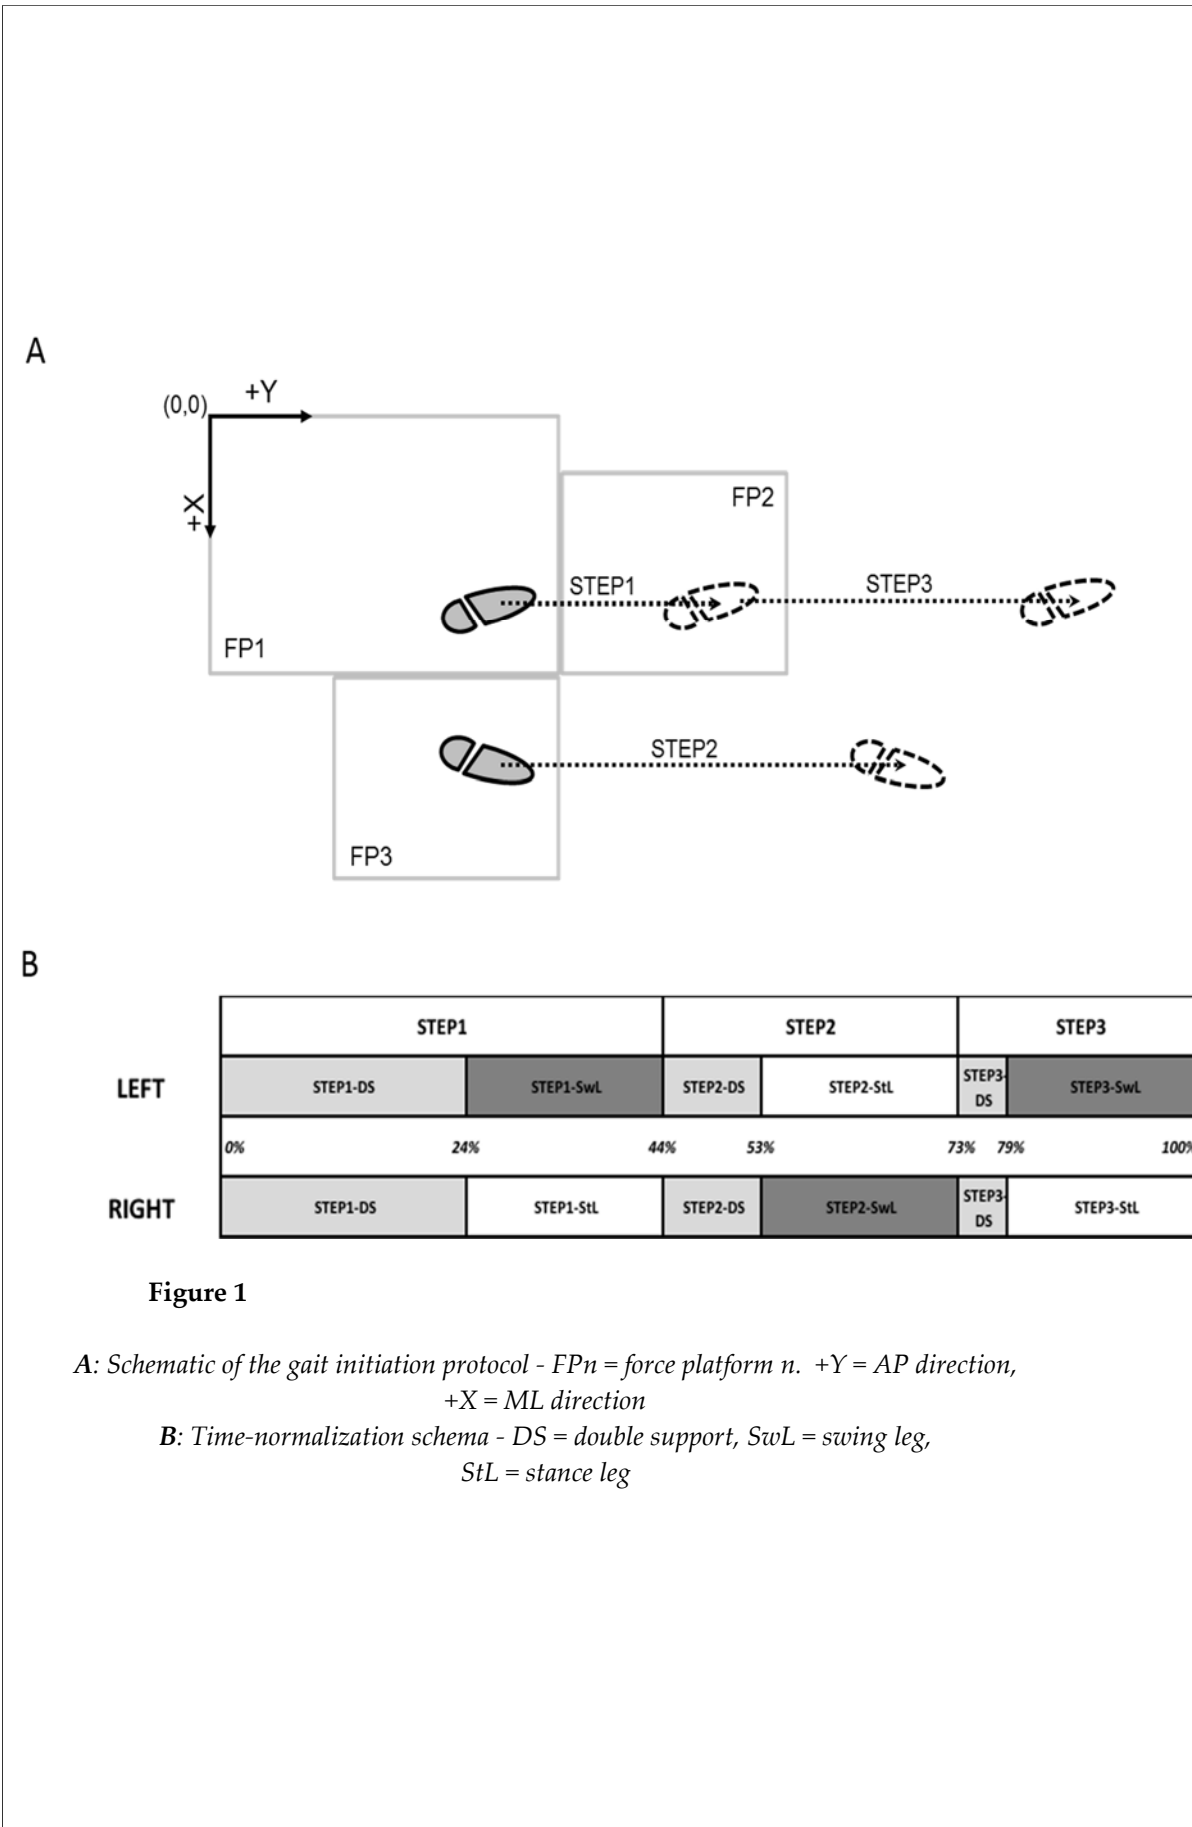 A
+Y
(0,0)
+X
FP2
STEP1
STEP3
FP1
STEP2
FP3
B
STEP1 STEP2 STEP3
LEFT STEP1-DS STEP1-SwL STEP2-DS STEP2-StL STEP3-DS STEP3-SwL
0% 24% 44% 53% 73% 79% 100%
RIGHT STEP1-DS STEP1-StL STEP2-DS STEP2-SwL STEP3-DS STEP3-StL
Figure 1
A: Schematic of the gait initiation protocol - FPn = force platform n. +Y = AP direction,
+X = ML direction
B: Time-normalization schema - DS = double support, SwL = swing leg,
StL = stance leg